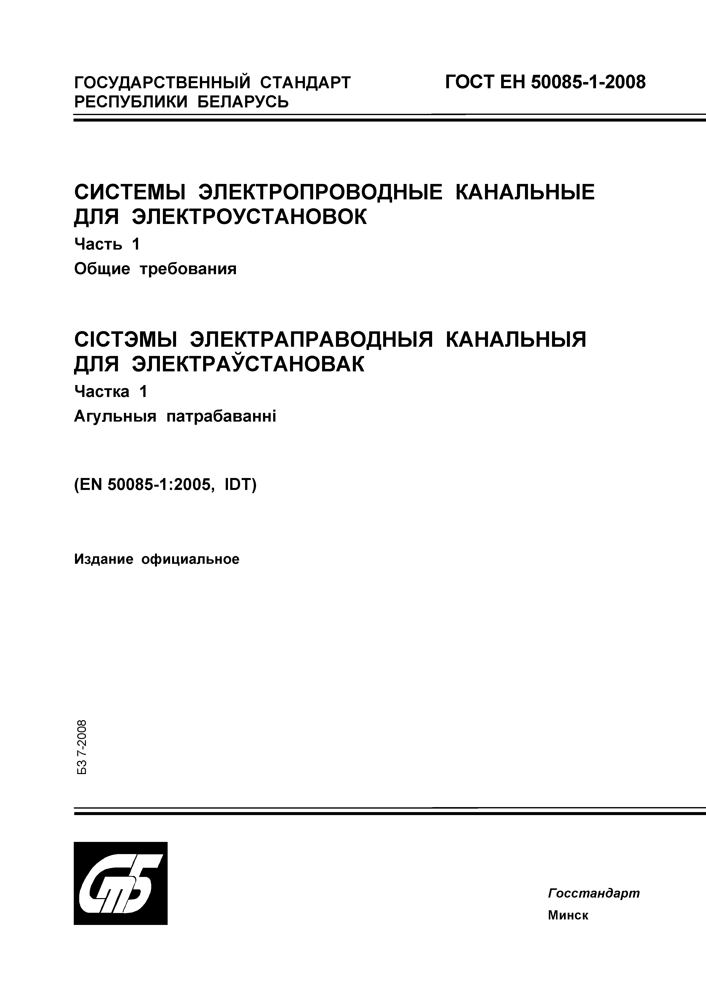 ГОСУДАРСТВЕННЫЙ СТАНДАРТ
РЕСПУБЛИКИ БЕЛАРУСЬ
ГОСТ ЕН 50085-1-2008
СИСТЕМЫ ЭЛЕКТРОПРОВОДНЫЕ КАНАЛЬНЫЕ
ДЛЯ ЭЛЕКТРОУСТАНОВОК
Часть 1
Общие требования
СІСТЭМЫ ЭЛЕКТРАПРАВОДНЫЯ КАНАЛЬНЫЯ
ДЛЯ ЭЛЕКТРАЎСТАНОВАК
Частка 1
Агульныя патрабаванні
(EN 50085-1:2005, IDT)
Издание официальное
БЗ 7-2008
Стб
Госстандарт
Минск